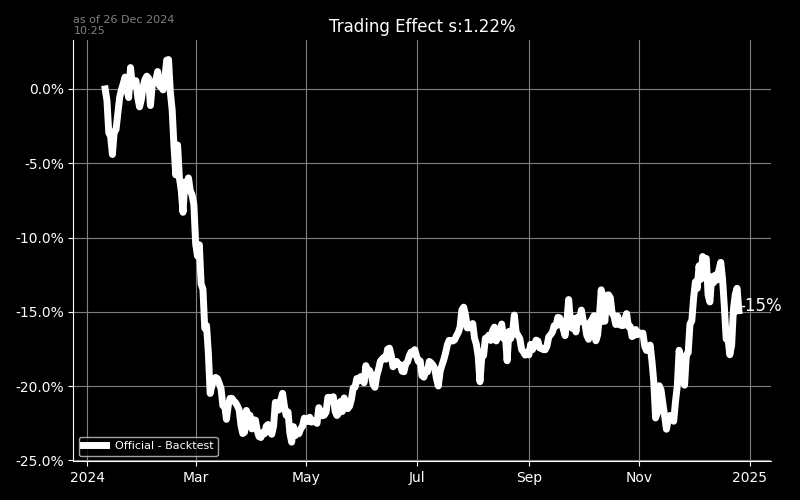 as of 26 Dec 2024
10:25
Trading Effect s:1.22%
0.0%
-5.0%
-10.0%
-15.0%
-20.0%
-25.0%
-15%
Official - Backtest
2024 Mar May Jul Sep Nov 2025